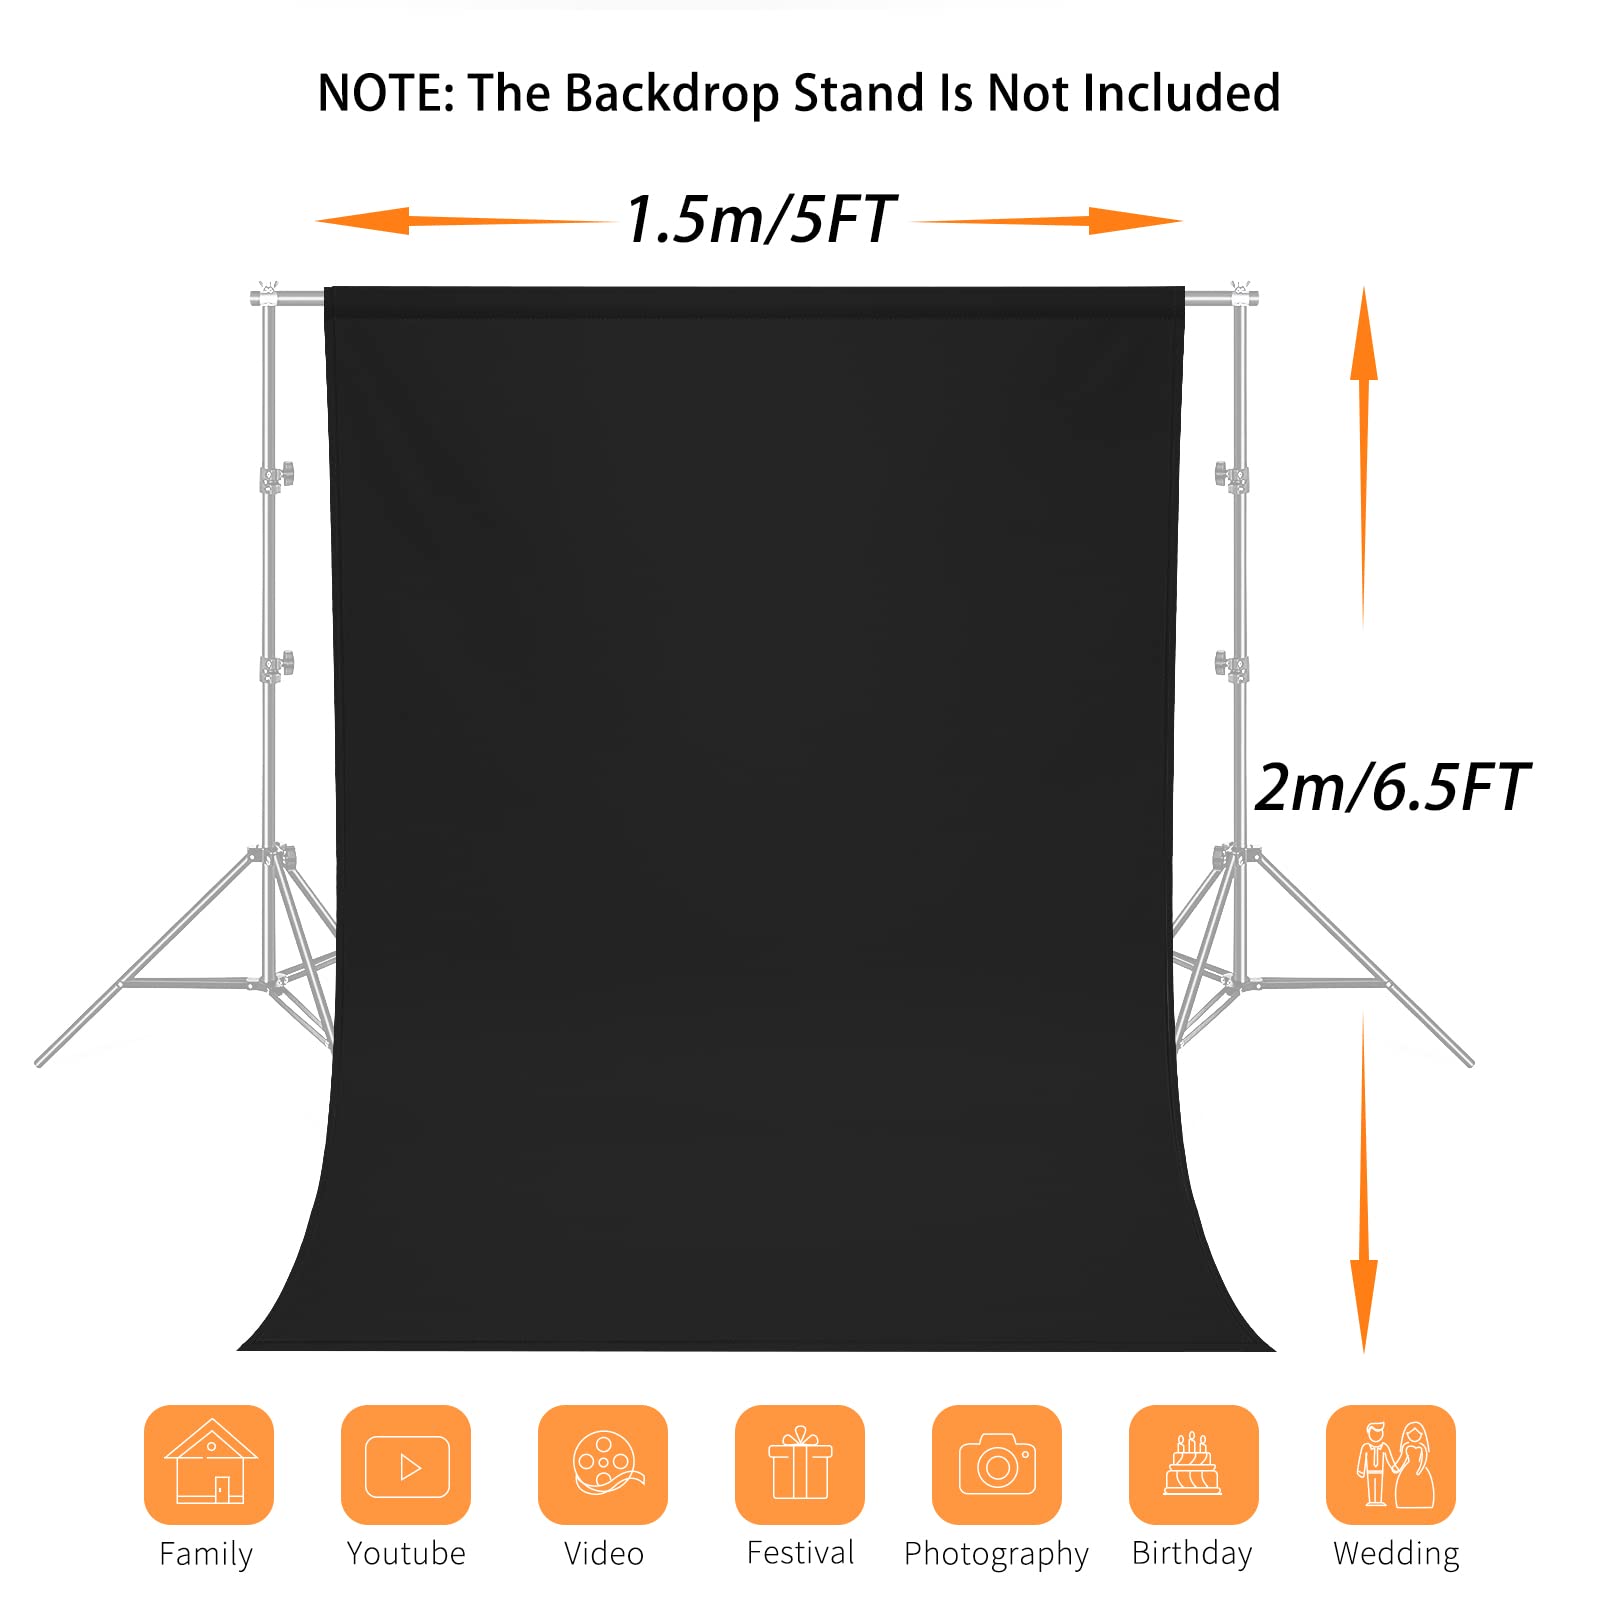 NOTE: The Backdrop Stand Is Not Included
1.5m/5FT
2m/6.5FT
Family
Youtube
Video
Festival
Photography
Birthday
Wedding